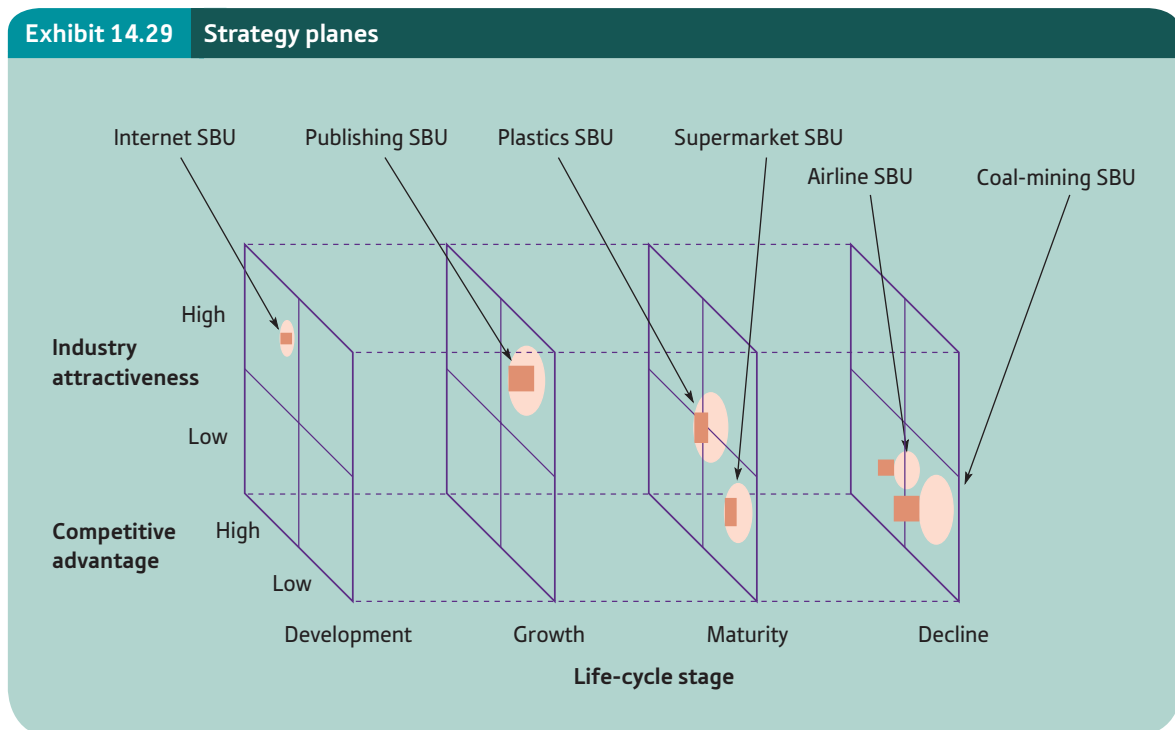 Exhibit 14.29 Strategy planes
Internet SBU
Publishing SBU
Plastics SBU
Supermarket SBU
Airline SBU
Coal-mining SBU
High
Industry
attractiveness
Low
Competitive
advantage
High
Low
Development
Growth
Maturity
Decline
Life-cycle stage